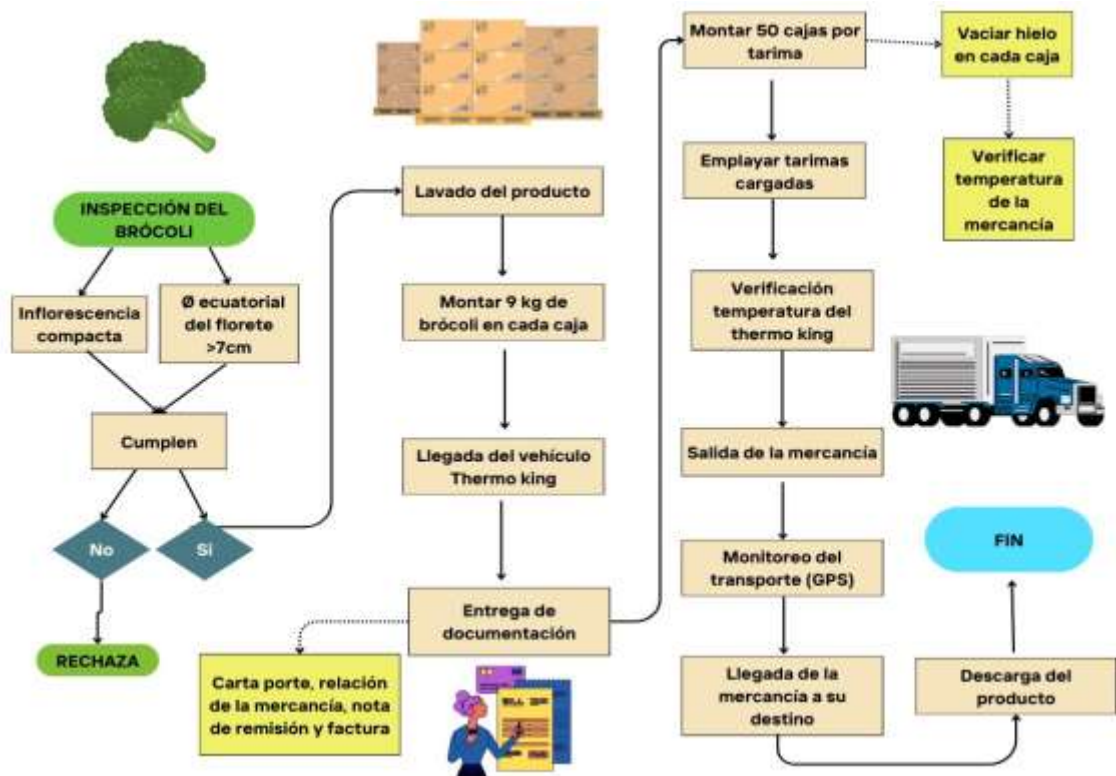 INSPECCIÓN DEL
BRÓCOLI
Inflorescencia
compacta
Ø ecuatorial
del florete
>7cm
Cumplen
No
Si
RECHAZA
Lavado del producto
Montar 9 kg de
brócoli en cada caja
Llegada del vehículo
Thermo king
Entrega de
documentación
Carta porte, relación
de la mercancía, nota
de remisión y factura
BILL
Montar 50 cajas por
tarima
Vaciar hielo
en cada caja
Verificar
temperatura
de la
mercancía
Emplayar tarimas
cargadas
Verificación
temperatura del
thermo king
Salida de la mercancía
Monitoreo del
transporte (GPS)
Llegada de la
mercancía a su
destino
Descarga del
producto
FIN